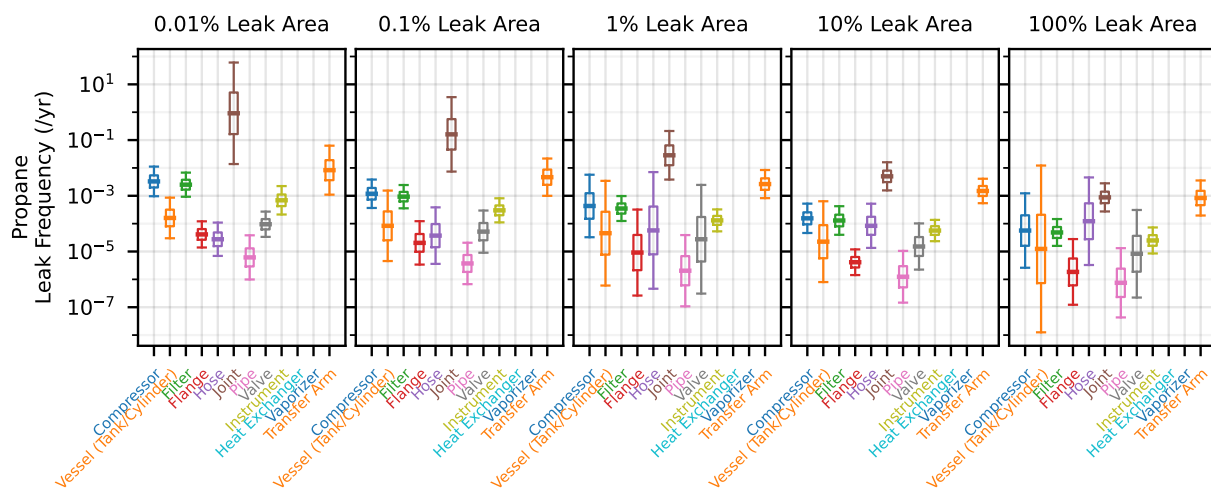 0.01% Leak Area
0.1% Leak Area
1% Leak Area
10% Leak Area
100% Leak Area
Propane
Leak Frequency (/yr)
10¹
10⁻¹
10⁻³
10⁻⁵
10⁻⁷
Compressor
Vessel (Tank/Cylinder)
Filter
Flange
Hose
Joint
Pipe
Valve
Instrument
Heat Exchanger
Vaporizer
Transfer Arm
Compressor
Vessel (Tank/Cylinder)
Filter
Flange
Hose
Joint
Pipe
Valve
Instrument
Heat Exchanger
Vaporizer
Transfer Arm
Compressor
Vessel (Tank/Cylinder)
Filter
Flange
Hose
Joint
Pipe
Valve
Instrument
Heat Exchanger
Vaporizer
Transfer Arm
Compressor
Vessel (Tank/Cylinder)
Filter
Flange
Hose
Joint
Pipe
Valve
Instrument
Heat Exchanger
Vaporizer
Transfer Arm
Compressor
Vessel (Tank/Cylinder)
Filter
Flange
Hose
Joint
Pipe
Valve
Instrument
Heat Exchanger
Vaporizer
Transfer Arm